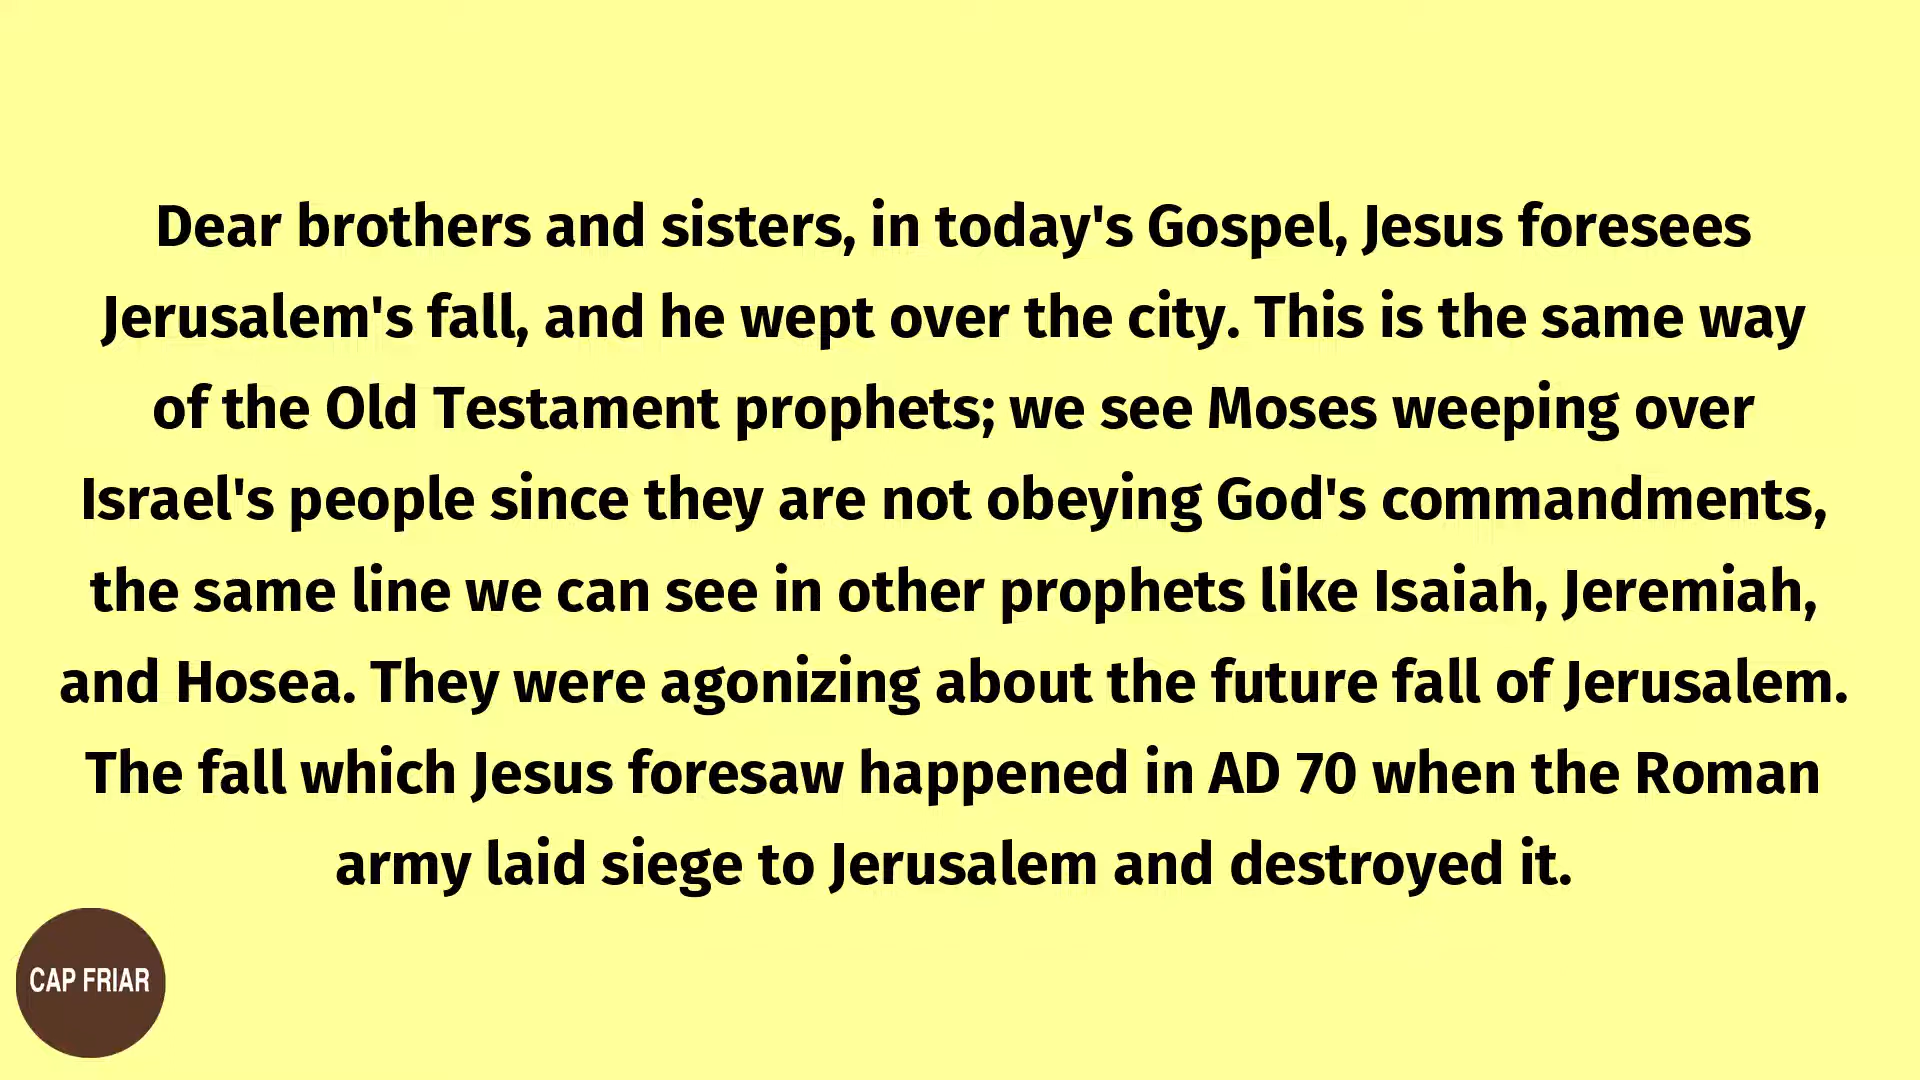 Dear brothers and sisters, in today's Gospel, Jesus foresees
Jerusalem's fall, and he wept over the city. This is the same way
of the Old Testament prophets; we see Moses weeping over
Israel's people since they are not obeying God's commandments,
the same line we can see in other prophets like Isaiah, Jeremiah,
and Hosea. They were agonizing about the future fall of Jerusalem.
The fall which Jesus foresaw happened in AD 70 when the Roman
army laid siege to Jerusalem and destroyed it.
CAP FRIAR